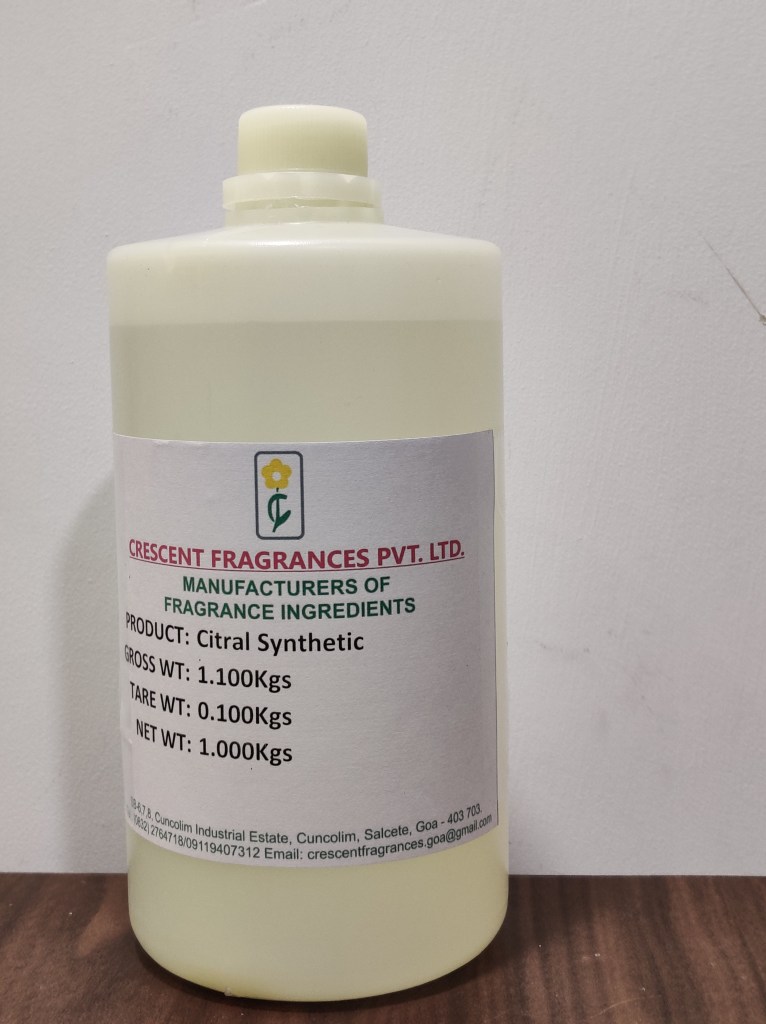 CRESCENT FRAGRANCES PVT. LTD.
MANUFACTURERS OF
FRAGRANCE INGREDIENTS
PRODUCT: Citral Synthetic
GROSS WT: 1.100Kgs
TARE WT: 0.100Kgs
NET WT: 1.000Kgs
Cuncolim Industrial Estate, Cuncolim, Salcete, Goa - 403 703.
(0832) 2764718/09119407312 Email: crescentfragrances.goa@gmail.com